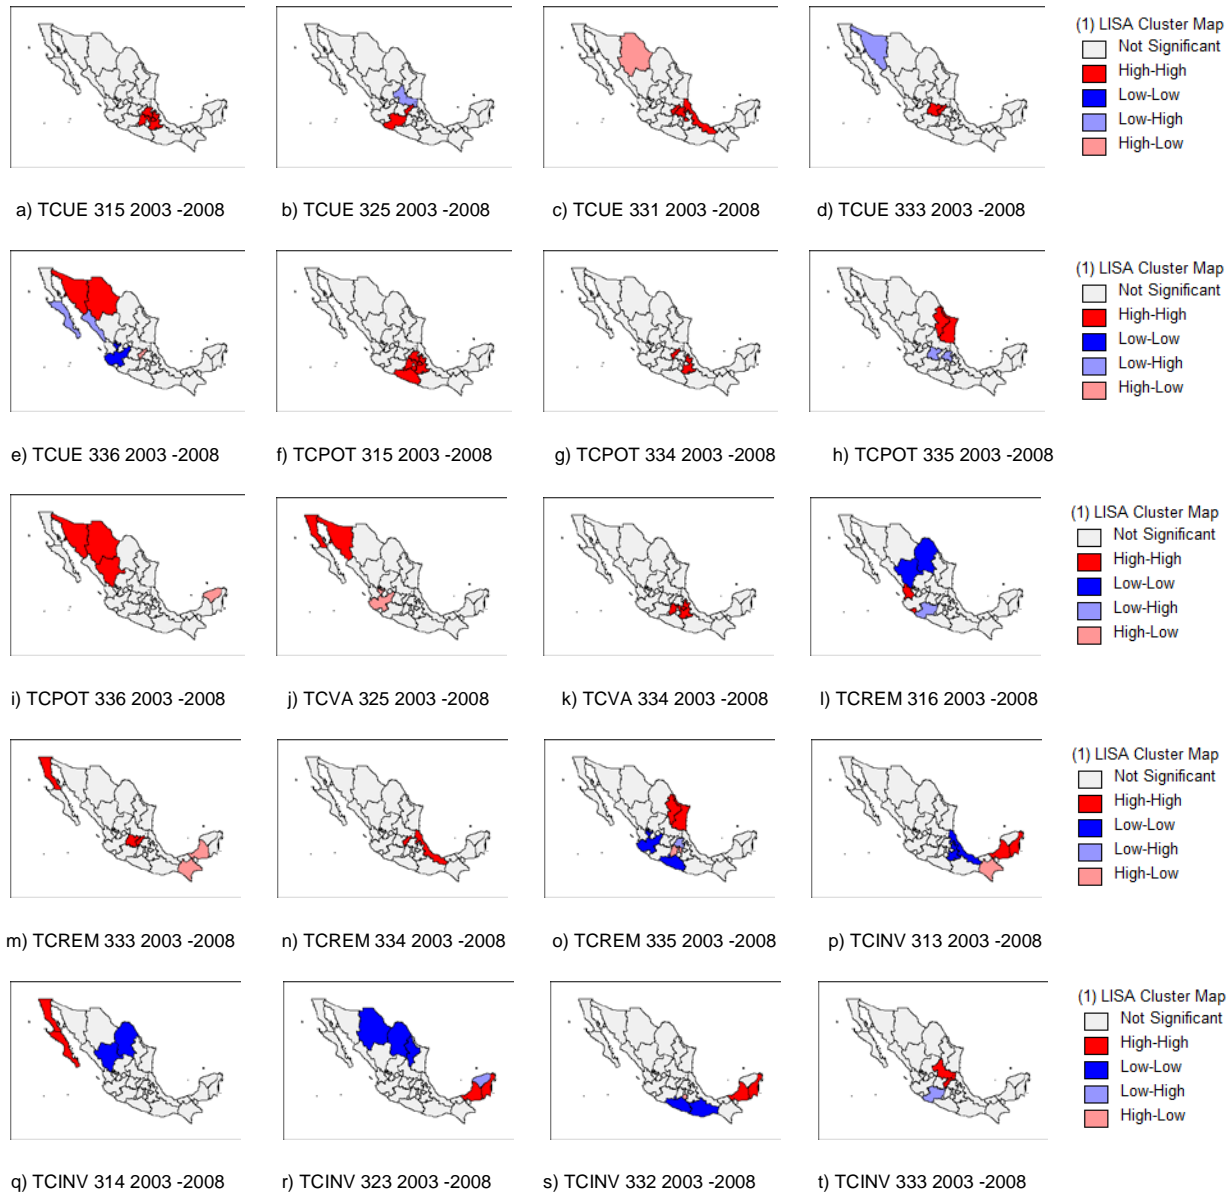 (1) LISA Cluster Map
Not Significant
High-High
Low-Low
Low-High
High-Low
a) TCUE 315 2003 -2008
b) TCUE 325 2003 -2008
c) TCUE 331 2003 -2008
d) TCUE 333 2003 -2008
(1) LISA Cluster Map
Not Significant
High-High
Low-Low
Low-High
High-Low
e) TCUE 336 2003 -2008
f) TCPOT 315 2003 -2008
g) TCPOT 334 2003 -2008
h) TCPOT 335 2003 -2008
(1) LISA Cluster Map
Not Significant
High-High
Low-Low
Low-High
High-Low
i) TCPOT 336 2003 -2008
j) TCVA 325 2003 -2008
k) TCVA 334 2003 -2008
l) TCREM 316 2003 -2008
(1) LISA Cluster Map
Not Significant
High-High
Low-Low
Low-High
High-Low
m) TCREM 333 2003 -2008
n) TCREM 334 2003 -2008
o) TCREM 335 2003 -2008
p) TCINV 313 2003 -2008
(1) LISA Cluster Map
Not Significant
High-High
Low-Low
Low-High
High-Low
q) TCINV 314 2003 -2008
r) TCINV 323 2003 -2008
s) TCINV 332 2003 -2008
t) TCINV 333 2003 -2008